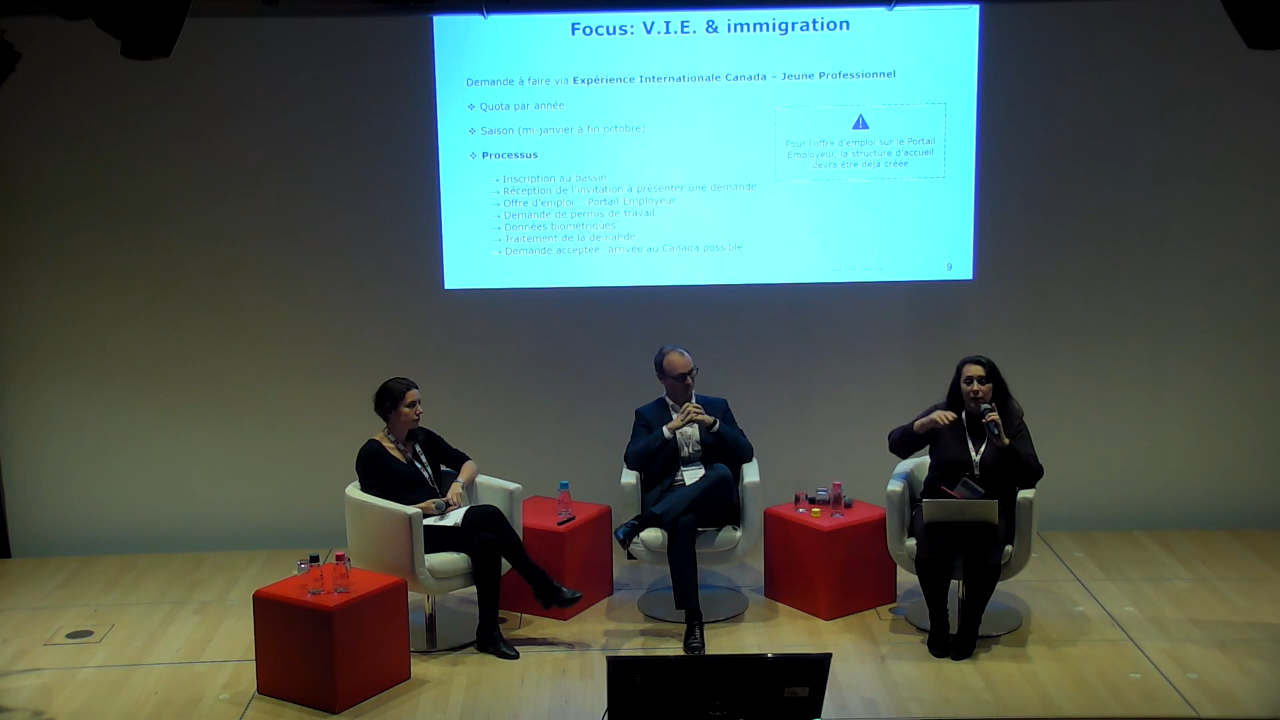 Focus: V.I.E. & immigration
Demande à faire via Expérience Internationale Canada – Jeune Professionnel
❖ Quota par année
❖ Saison (mi-janvier à fin octobre)
❖ Processus
→ Inscription au bassin
→ Réception de l'invitation à présenter une demande
→ Offre d'emploi – Portail Employeur
→ Demande de permis de travail
→ Données biométriques
→ Traitement de la demande
→ Demande acceptée : arrivée au Canada possible
Pour l'offre d'emploi sur le Portail
Employeur, la structure d'accueil
devra être déjà créée
9